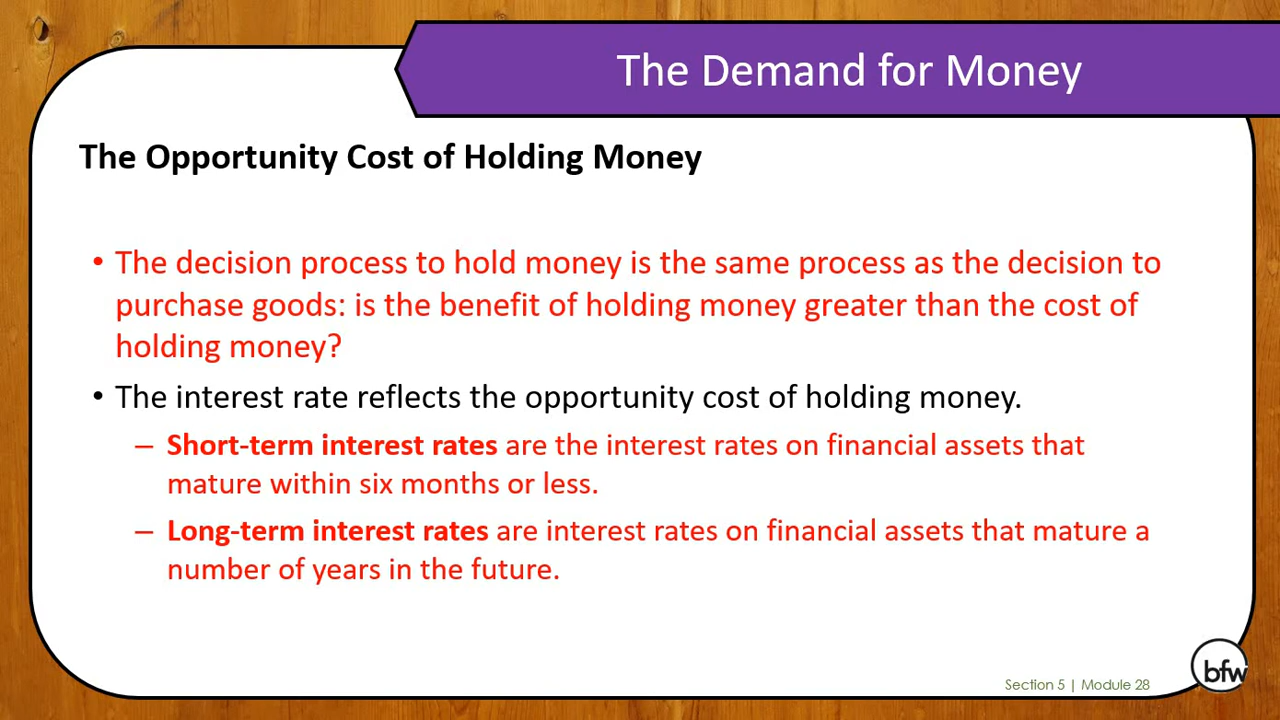 The Demand for Money
The Opportunity Cost of Holding Money
• The decision process to hold money is the same process as the decision to
purchase goods: is the benefit of holding money greater than the cost of
holding money?
• The interest rate reflects the opportunity cost of holding money.
– Short-term interest rates are the interest rates on financial assets that
mature within six months or less.
– Long-term interest rates are interest rates on financial assets that mature a
number of years in the future.
Section 5 | Module 28
bfw